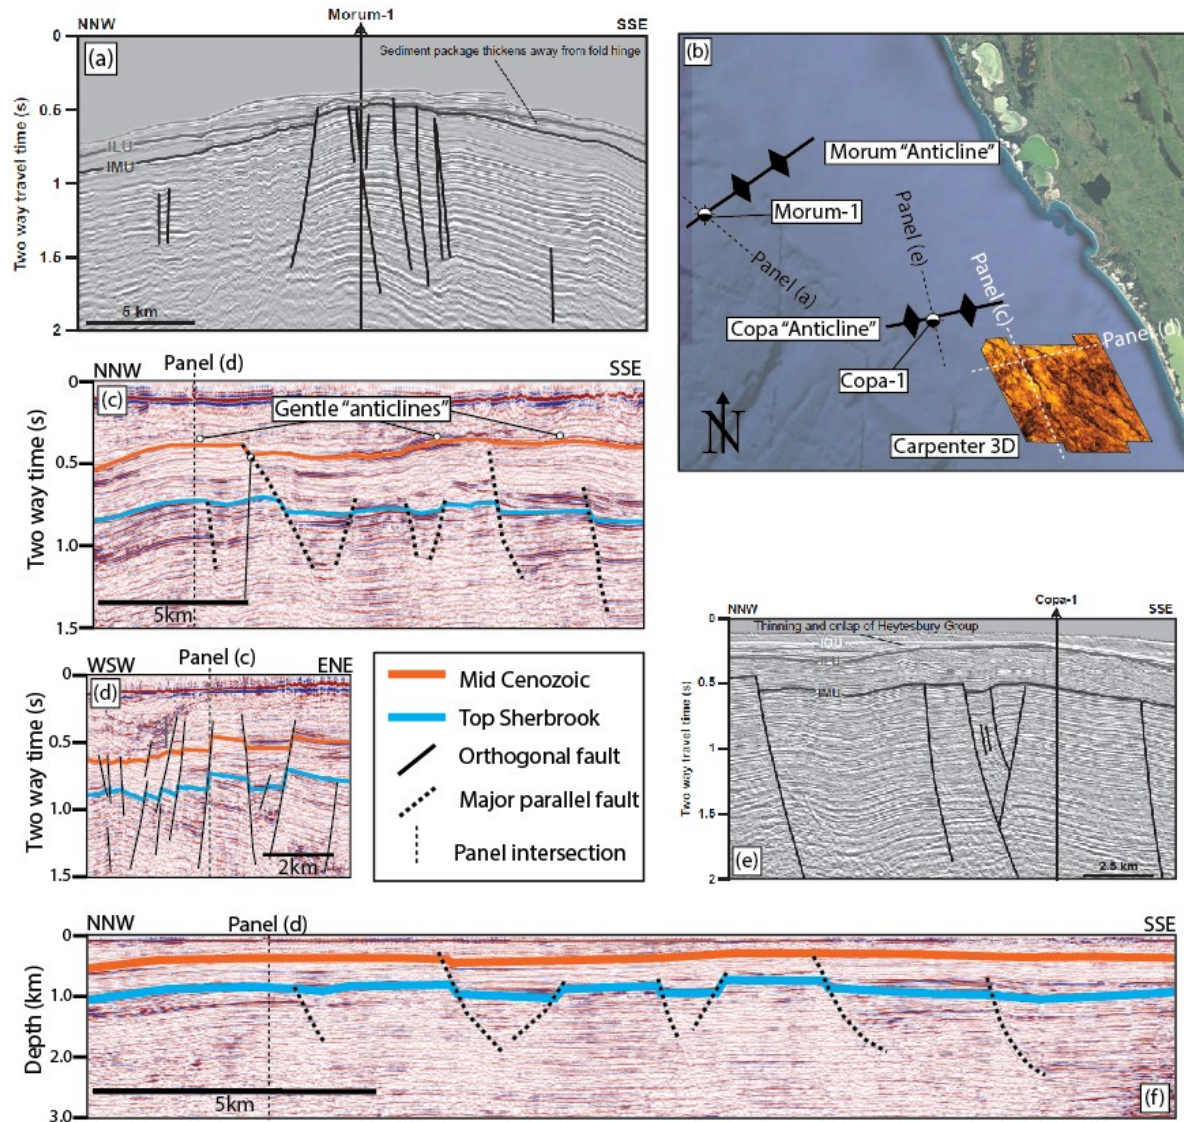 NNW
Morum-1
SSE
(a)
Sediment package thickens away from fold hinge
ILU
IMU
Two way travel time (s)
0
0.5
1
1.5
2
5 km
(b)
Morum "Anticline"
Morum-1
Panel (a)
Panel (e)
Panel (c)
Panel (d)
Copa "Anticline"
Copa-1
N
Carpenter 3D
NNW
Panel (d)
SSE
(c)
Gentle "anticlines"
Two way time (s)
0
0.5
1.0
1.5
5km
WSW
Panel (c)
ENE
(d)
Two way time (s)
0
0.5
1.0
1.5
2km
Mid Cenozoic
Top Sherbrook
Orthogonal fault
Major parallel fault
Panel intersection
NNW
Copa-1
SSE
Thinning and onlap of Heytesbury Group
ILU
IMU
Two way travel time (s)
0
0.5
1
1.5
2
(e)
2.5 km
NNW
Panel (d)
SSE
Depth (km)
0
1.0
2.0
3.0
5km
(f)